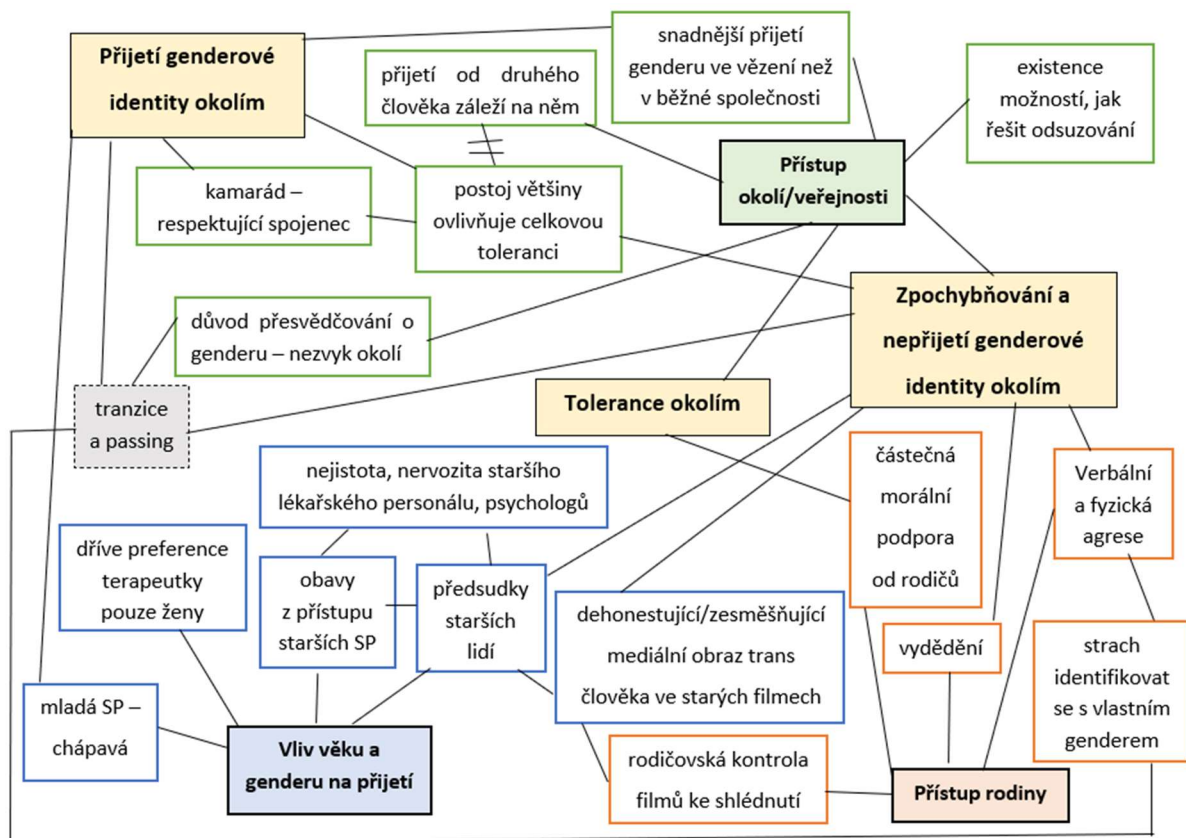 Přijetí genderové
identity okolím
přijetí od druhého
člověka záleží na něm
snadnější přijetí
genderu ve vězení než
v běžné společnosti
existence
možností, jak
řešit odsuzování
kamarád –
respektující spojenec
postoj většiny
ovlivňuje celkovou
toleranci
Přístup
okolí/veřejnosti
důvod přesvědčování o
genderu – nezvyk okolí
Zpochybňování a
nepřijetí genderové
identity okolím
tranzice
a passing
Tolerance okolím
nejistota, nervozita staršího
lékařského personálu, psychologů
částečná
morální
podpora
od rodičů
Verbální
a fyzická
agrese
dříve preference
terapeutky
pouze ženy
obavy
z přístupu
starších SP
předsudky
starších
lidí
dehonestující/zesměšňující
mediální obraz trans
člověka ve starých filmech
vydědění
strach
identifikovat
se s vlastním
genderem
mladá SP –
chápavá
Vliv věku a
genderu na přijetí
rodičovská kontrola
filmů ke shlédnutí
Přístup rodiny